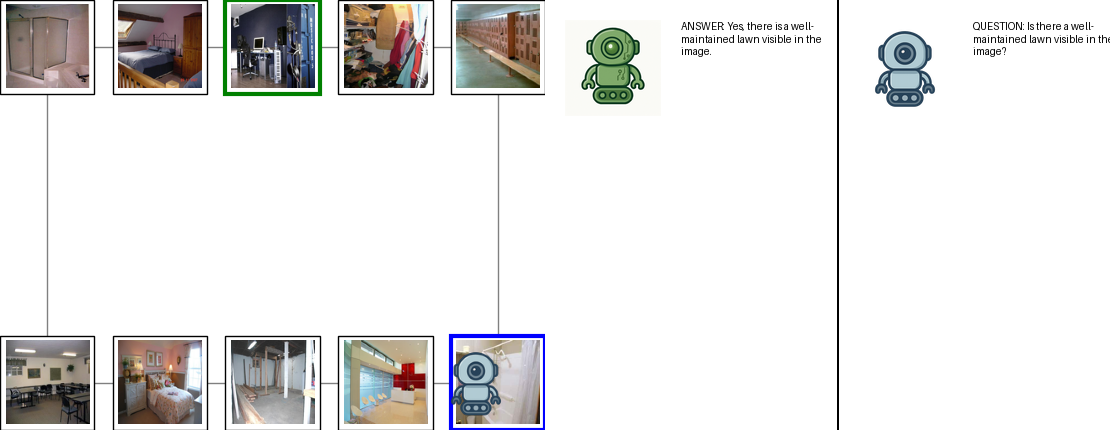 ANSWER: Yes, there is a well-
maintained lawn visible in the
image.
QUESTION: Is there a well-
maintained lawn visible in the
image?